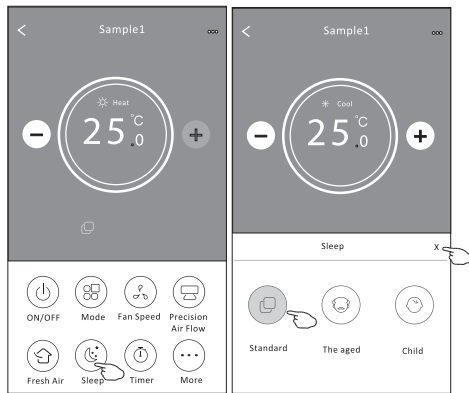 Sample1
Heat
25.0°C
ON/OFF
Mode
Fan Speed
Precision Air Flow
Fresh Air
Sleep
Timer
More
Sample1
Cool
25.0°C
Sleep
X
Standard
The aged
Child